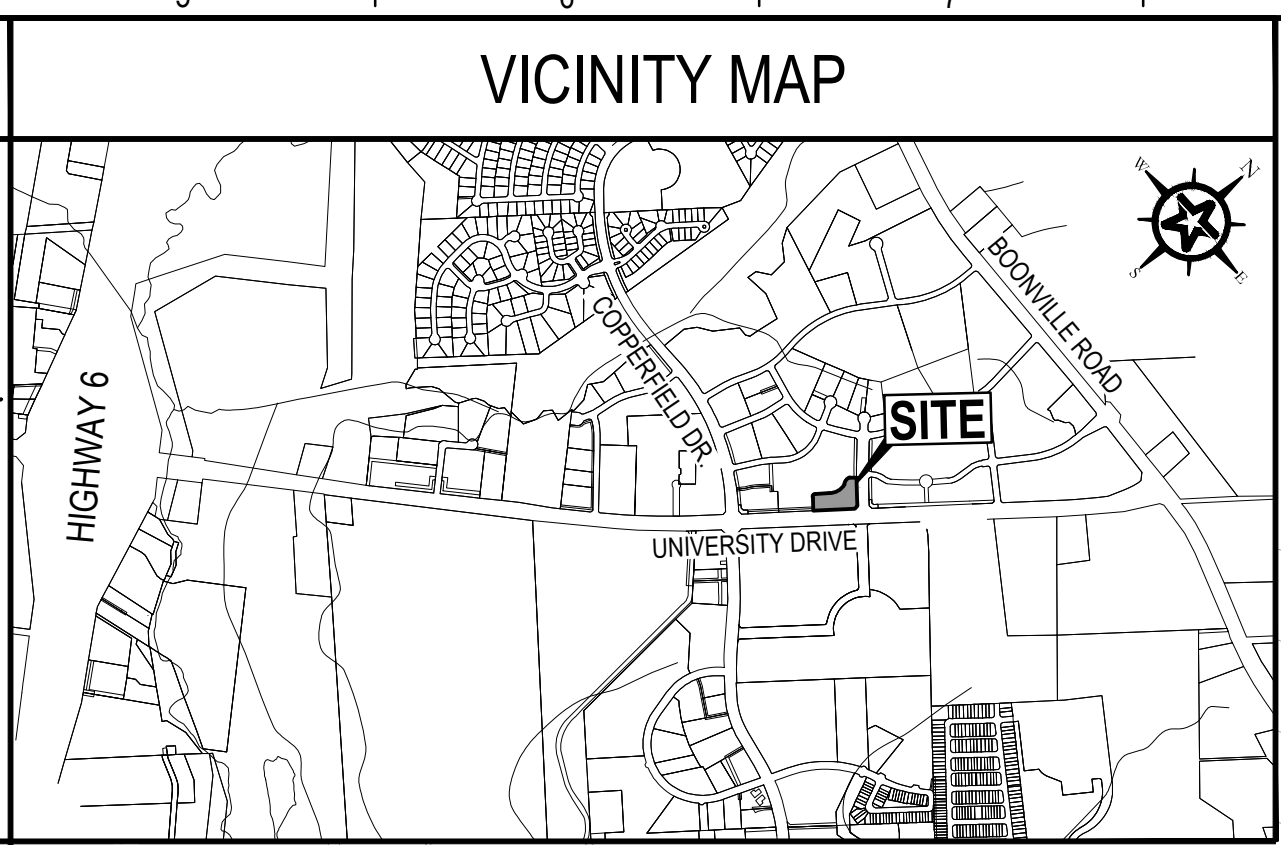 VICINITY MAP
W
N
S
E
BOONVILLE ROAD
COPPERFIELD DR.
HIGHWAY 6
SITE
UNIVERSITY DRIVE